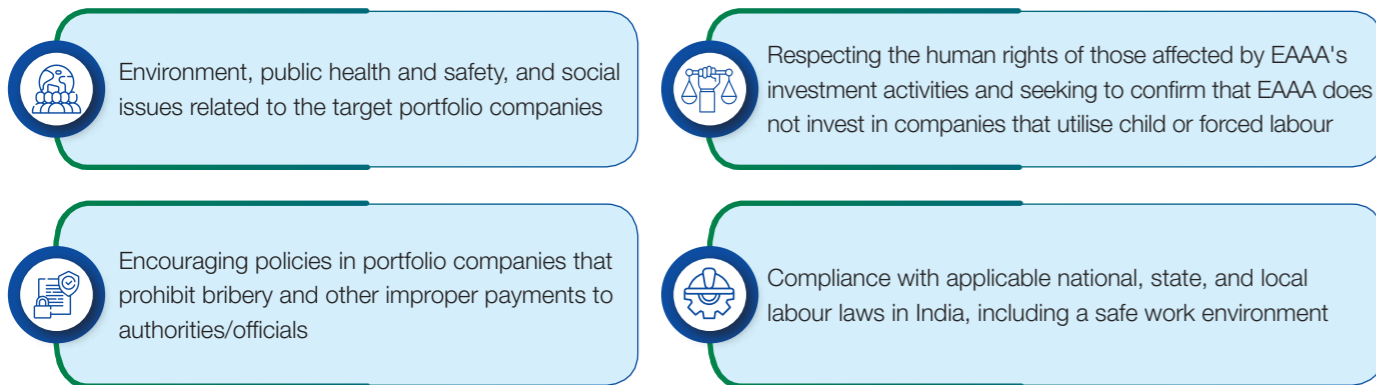 Environment, public health and safety, and social
issues related to the target portfolio companies
Respecting the human rights of those affected by EAAA's
investment activities and seeking to confirm that EAAA does
not invest in companies that utilise child or forced labour
Encouraging policies in portfolio companies that
prohibit bribery and other improper payments to
authorities/officials
Compliance with applicable national, state, and local
labour laws in India, including a safe work environment